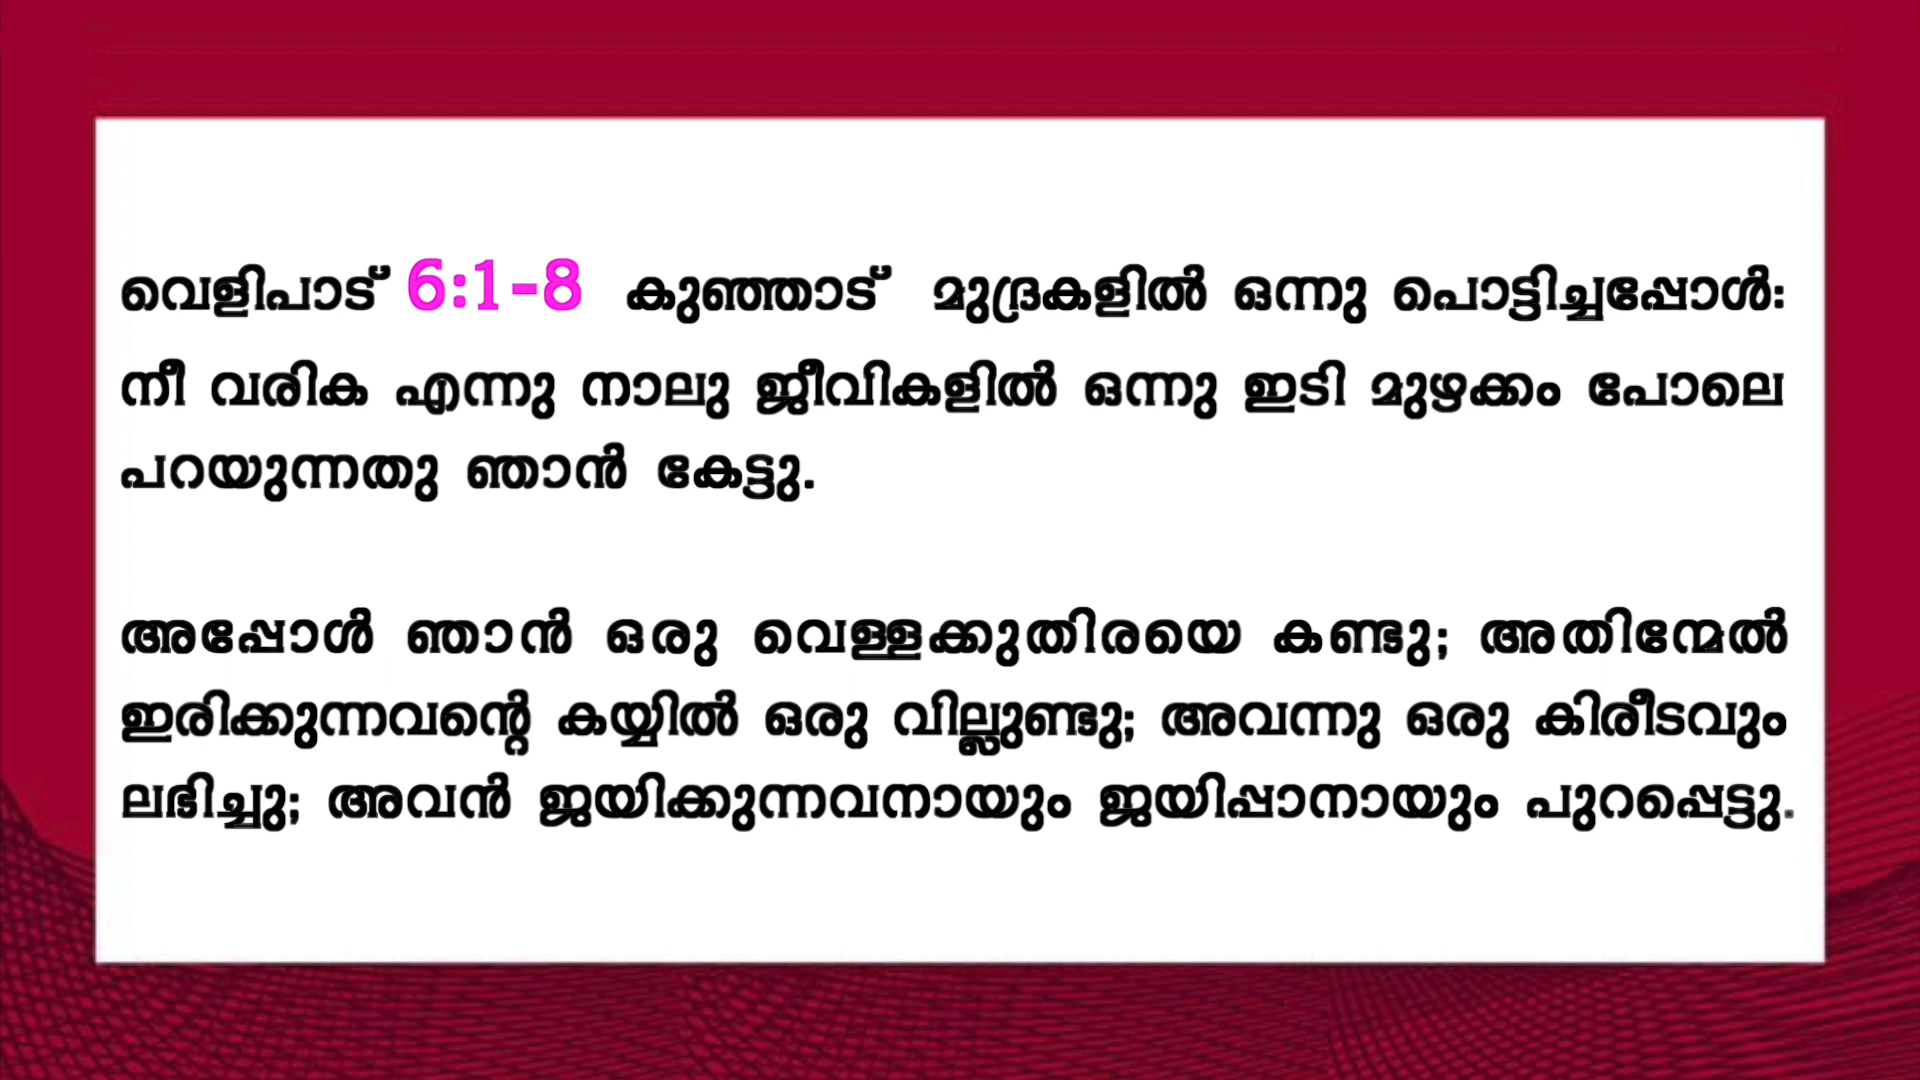 വെളിപാട് 6:1-8 കുഞ്ഞാട് മുദ്രകളിൽ ഒന്നു പൊട്ടിച്ചപ്പോൾ:
നീ വരിക എന്നു നാലു ജീവികളിൽ ഒന്നു ഇടി മുഴക്കം പോലെ
പറയുന്നതു ഞാൻ കേട്ടു.
അപ്പോൾ ഞാൻ ഒരു വെള്ളക്കുതിരയെ കണ്ടു; അതിന്മേൽ
ഇരിക്കുന്നവന്റെ കയ്യിൽ ഒരു വില്ലുണ്ടു; അവന്നു ഒരു കിരീടവും
ലഭിച്ചു; അവൻ ജയിക്കുന്നവനായും ജയിപ്പാനായും പുറപ്പെട്ടു.